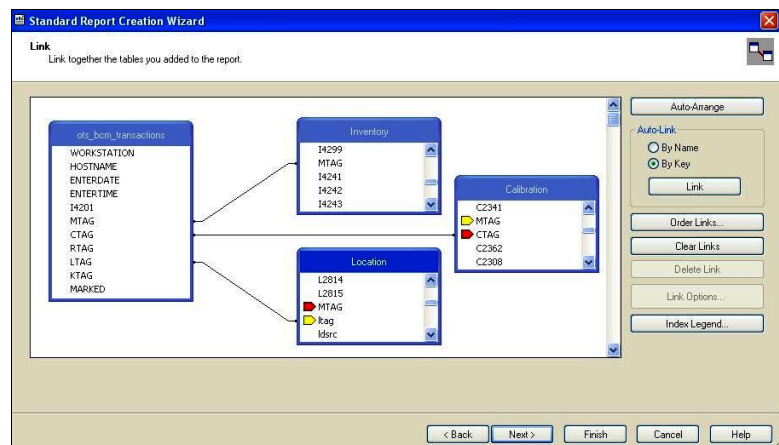 Standard Report Creation Wizard
Link
Link together the tables you added to the report.
ots_bcm_transactions
WORKSTATION
HOSTNAME
ENTERDATE
ENTERTIME
I4201
MTAG
CTAG
RTAG
LTAG
KTAG
MARKED
Inventory
I4299
MTAG
I4241
I4242
I4243
Location
L2814
L2815
MTAG
ltag
ldsrc
Calibration
C2341
MTAG
CTAG
C2362
C2308
Auto-Arrange
Auto-Link
By Name
By Key
Link
Order Links...
Clear Links
Delete Link
Link Options...
Index Legend...
< Back
Next >
Finish
Cancel
Help